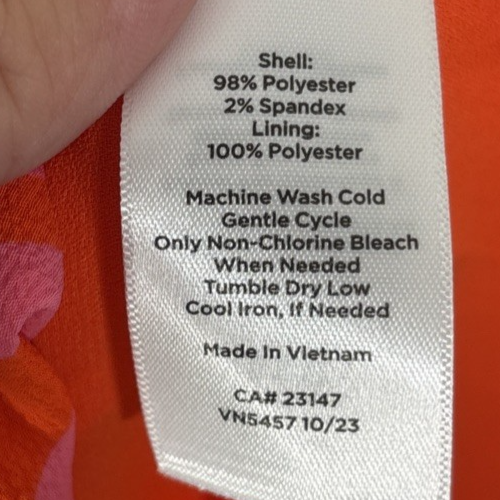 Shell:
98% Polyester
2% Spandex
Lining:
100% Polyester
Machine Wash Cold
Gentle Cycle
Only Non-Chlorine Bleach
When Needed
Tumble Dry Low
Cool Iron, If Needed
Made In Vietnam
CA# 23147
VN5457 10/23